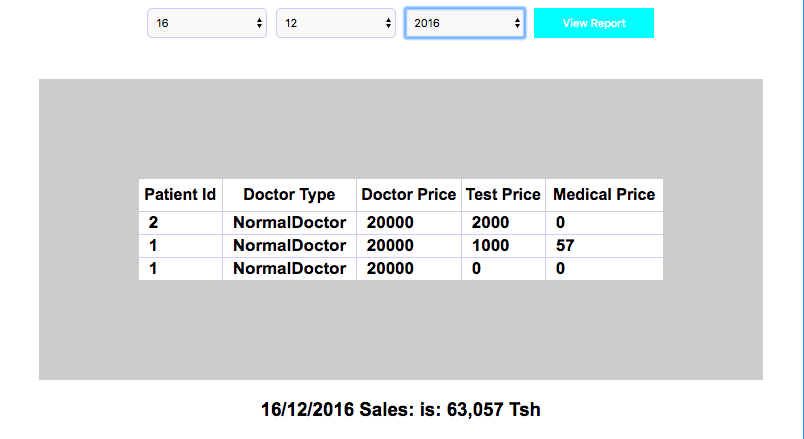 16 12 2016 View Report
Patient Id Doctor Type Doctor Price Test Price Medical Price
2 NormalDoctor 20000 2000 0
1 NormalDoctor 20000 1000 57
1 NormalDoctor 20000 0 0
16/12/2016 Sales: is: 63,057 Tsh